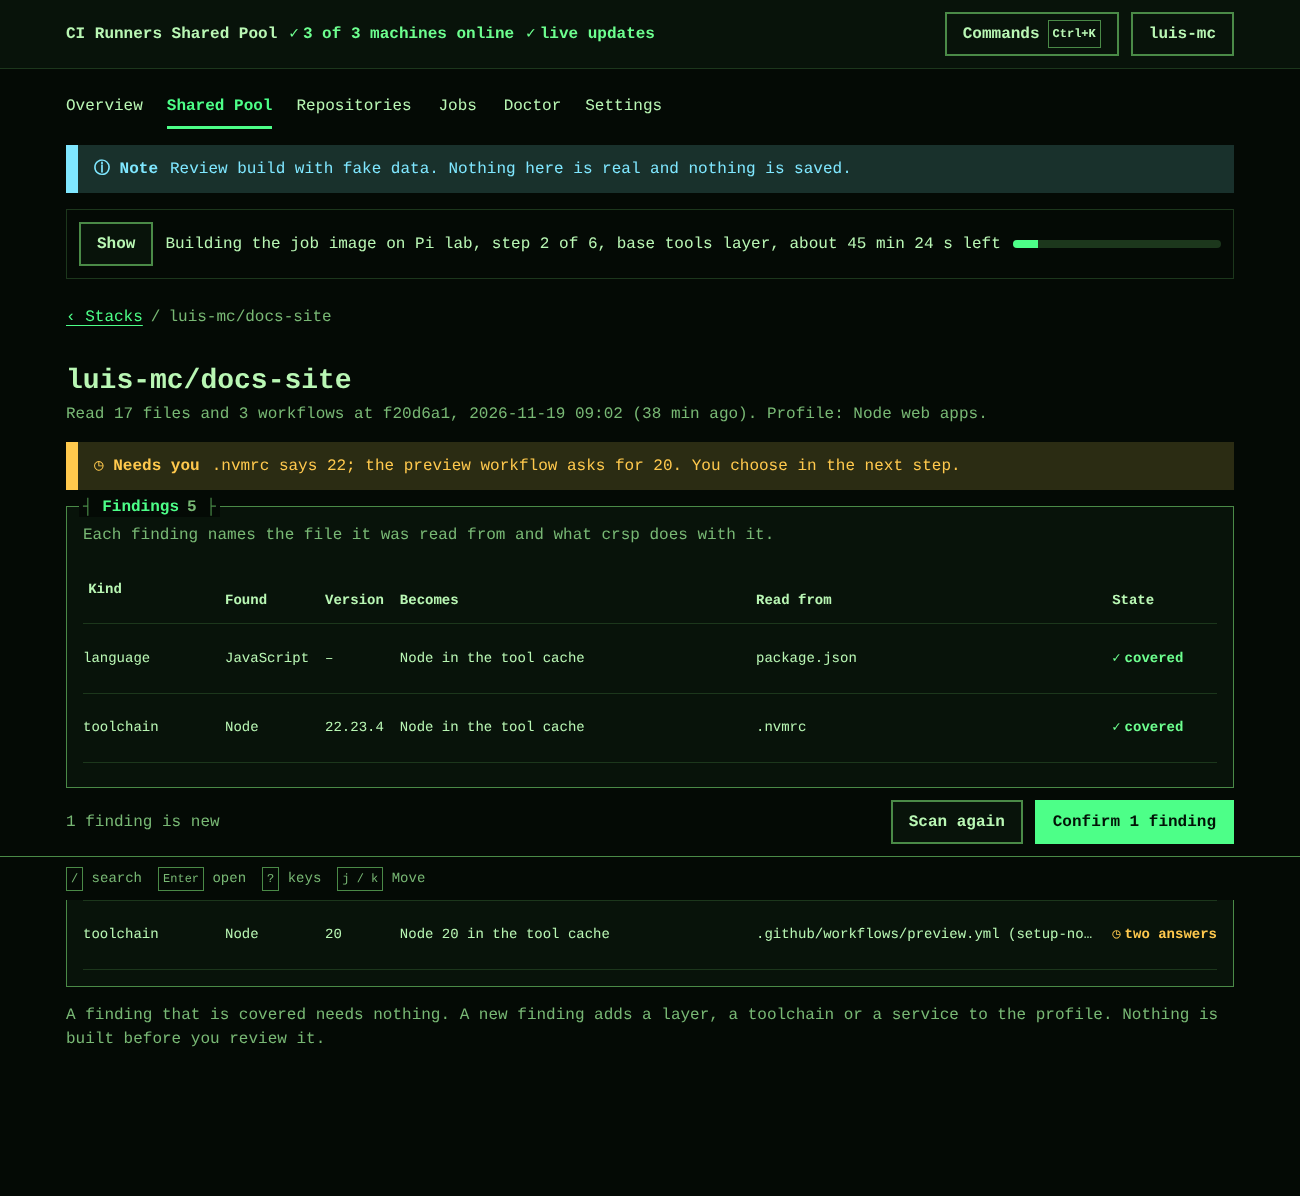 CI Runners Shared Pool ✓ 3 of 3 machines online ✓ live updates Commands Ctrl+K luis-mc
Overview Shared Pool Repositories Jobs Doctor Settings
ⓘ Note Review build with fake data. Nothing here is real and nothing is saved.
Show Building the job image on Pi lab, step 2 of 6, base tools layer, about 45 min 24 s left
‹ Stacks / luis-mc/docs-site
luis-mc/docs-site
Read 17 files and 3 workflows at f20d6a1, 2026-11-19 09:02 (38 min ago). Profile: Node web apps.
◷ Needs you .nvmrc says 22; the preview workflow asks for 20. You choose in the next step.
┤ Findings 5 ├
Each finding names the file it was read from and what crsp does with it.
Kind Found Version Becomes Read from State
language JavaScript – Node in the tool cache package.json ✓ covered
toolchain Node 22.23.4 Node in the tool cache .nvmrc ✓ covered
1 finding is new Scan again Confirm 1 finding
/ search Enter open ? keys j / k Move
toolchain Node 20 Node 20 in the tool cache .github/workflows/preview.yml (setup-no… ◷ two answers
A finding that is covered needs nothing. A new finding adds a layer, a toolchain or a service to the profile. Nothing is
built before you review it.